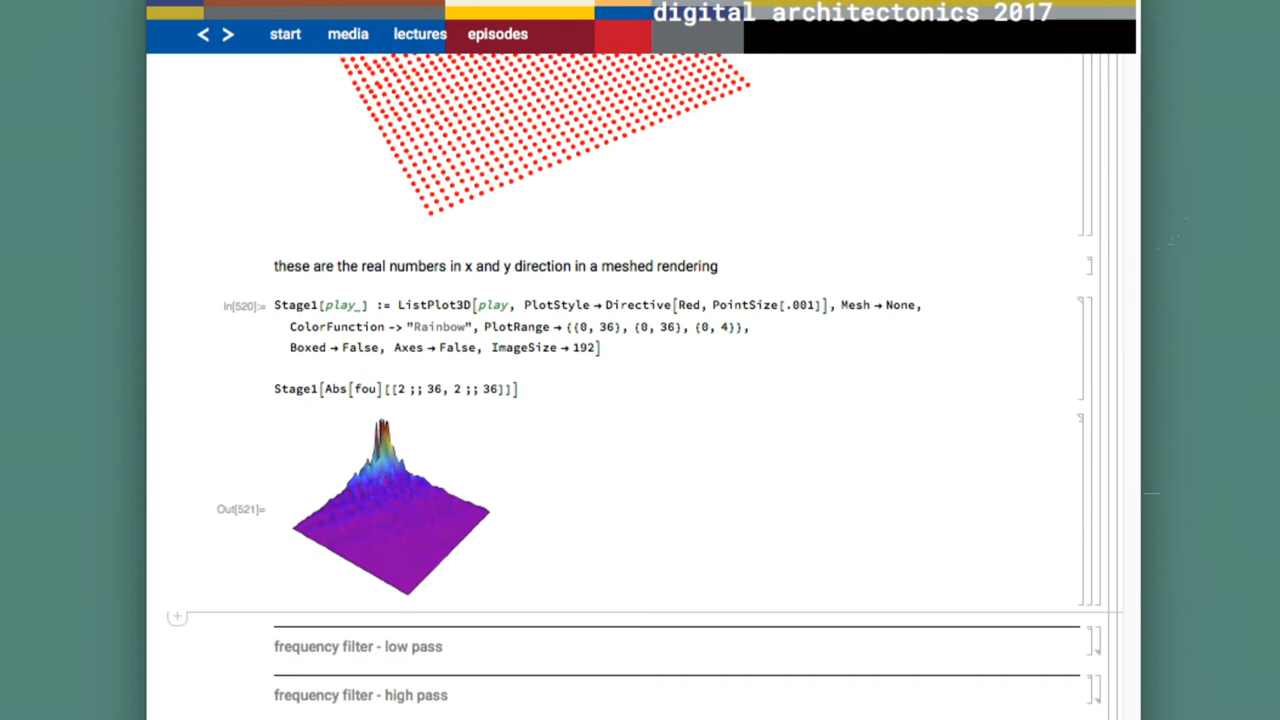 digital architectonics 2017
< > start media lectures episodes
these are the real numbers in x and y direction in a meshed rendering
In[520]:= Stage1[play_] := ListPlot3D[play, PlotStyle → Directive[Red, PointSize[.001]], Mesh → None,
ColorFunction -> "Rainbow", PlotRange → {{0, 36}, {0, 36}, {0, 4}},
Boxed → False, Axes → False, ImageSize → 192]
Stage1[Abs[fou][[2 ;; 36, 2 ;; 36]]]
Out[521]=
frequency filter - low pass
frequency filter - high pass